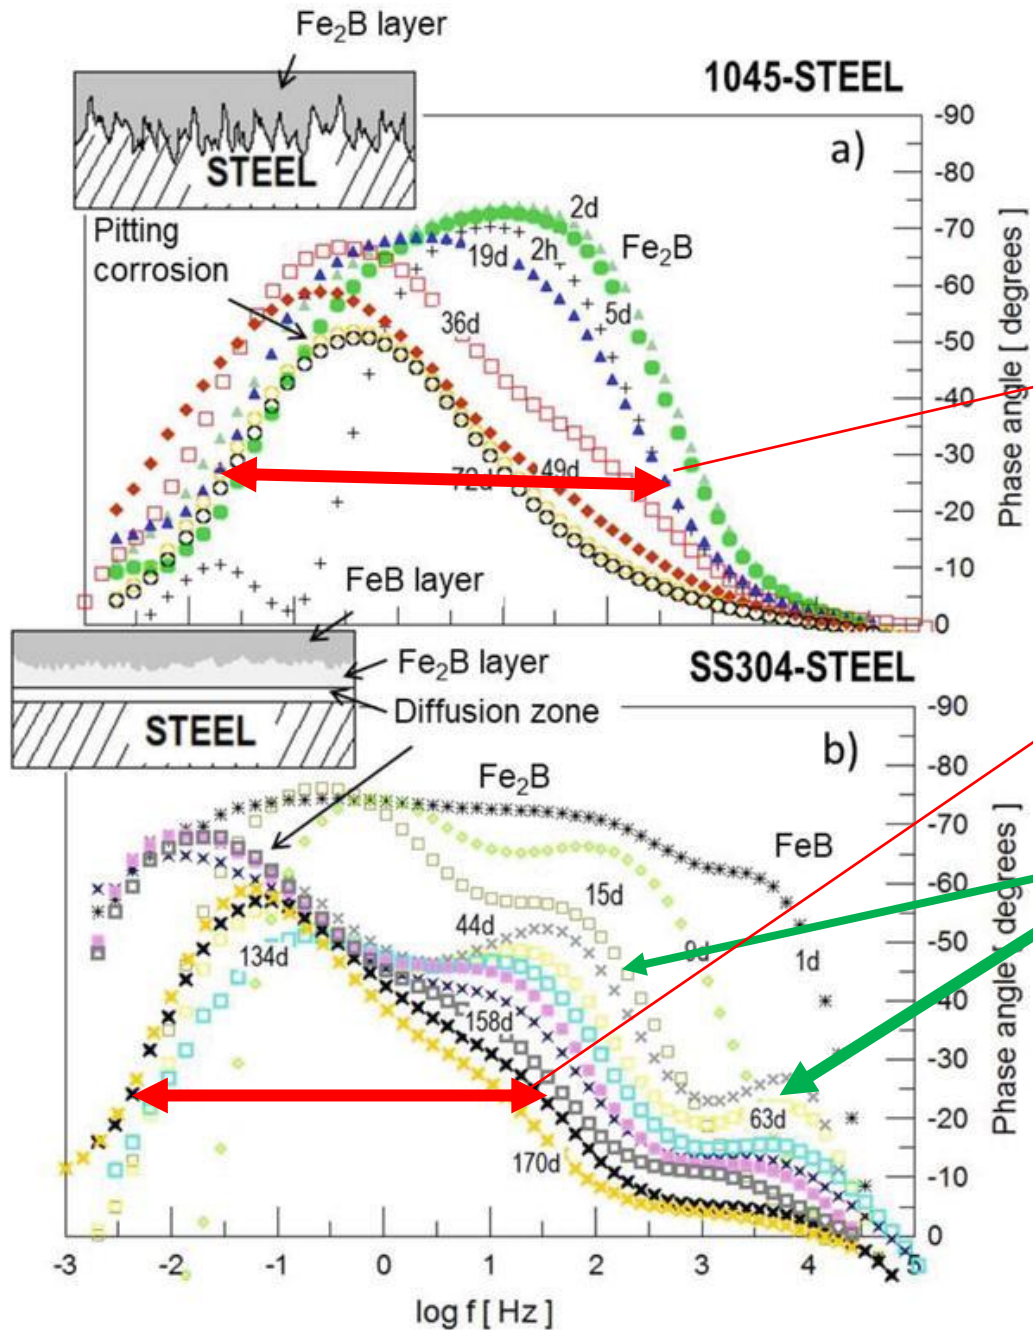 Fe₂B layer
1045-STEEL
a)
STEEL
Pitting
corrosion
2d
19d
2h
Fe₂B
5d
36d
49d
72d
-90
-80
-70
-60
-50
-40
-30
-20
-10
0
Phase angle [ degrees]
FeB layer
Fe₂B layer
Diffusion zone
STEEL
SS304-STEEL
b)
Fe₂B
FeB
15d
44d
9d
1d
134d
158d
63d
170d
-90
-80
-70
-60
-50
-40
-30
-20
-10
0
Phase angler degrees]
-3 -2 -1 0 1 2 3 4 5
log f [ Hz]